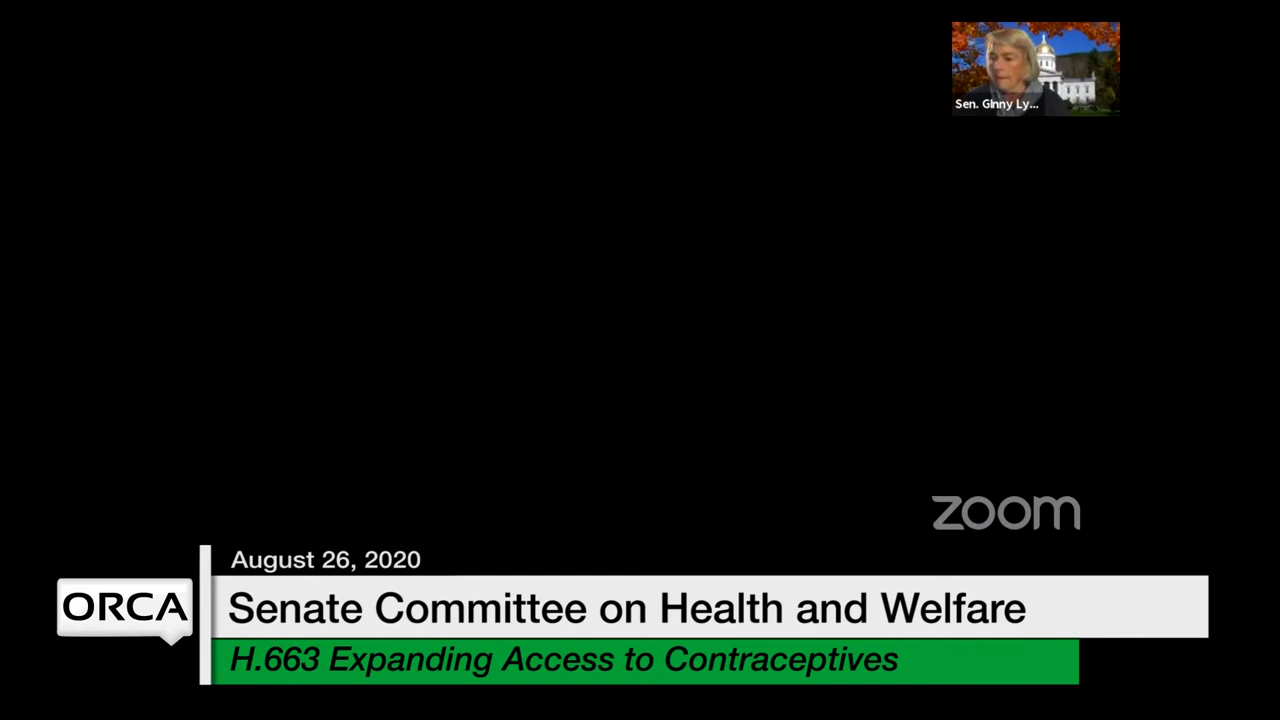 Sen. Ginny Ly...
zoom
August 26, 2020
ORCA
Senate Committee on Health and Welfare
H.663 Expanding Access to Contraceptives